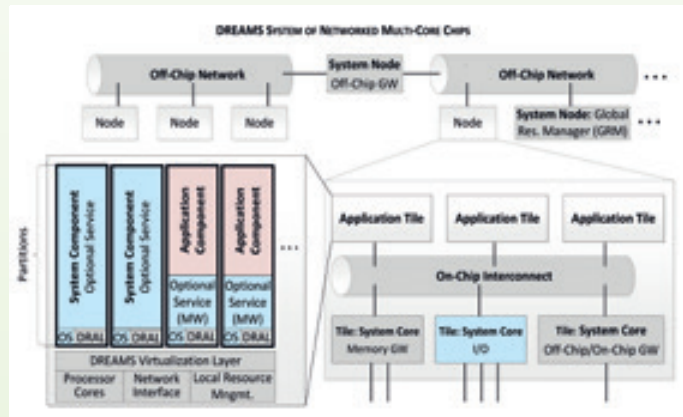 DREAMS SYSTEM OF NETWORKED MULTI-CORE CHIPS
Off-Chip Network
System Node
Off-Chip GW
Off-Chip Network
...
Node
Node
Node
Node
System Node: Global
Res. Manager (GRM)
...
Partitions
System Component
Optional Service
System Component
Optional Service
Application
Component
Application
Component
...
Optional
Service
(MW)
Optional
Service
(MW)
OS DRAL
OS DRAL
OS DRAL
OS DRAL
DREAMS Virtualization Layer
Processor
Cores
Network
Interface
Local Resource
Mngmt.
Application Tile
Application Tile
Application Tile
On-Chip Interconnect
Tile: System Core
Memory GW
Tile: System Core
I/O
Tile: System Core
Off-Chip/On-Chip GW